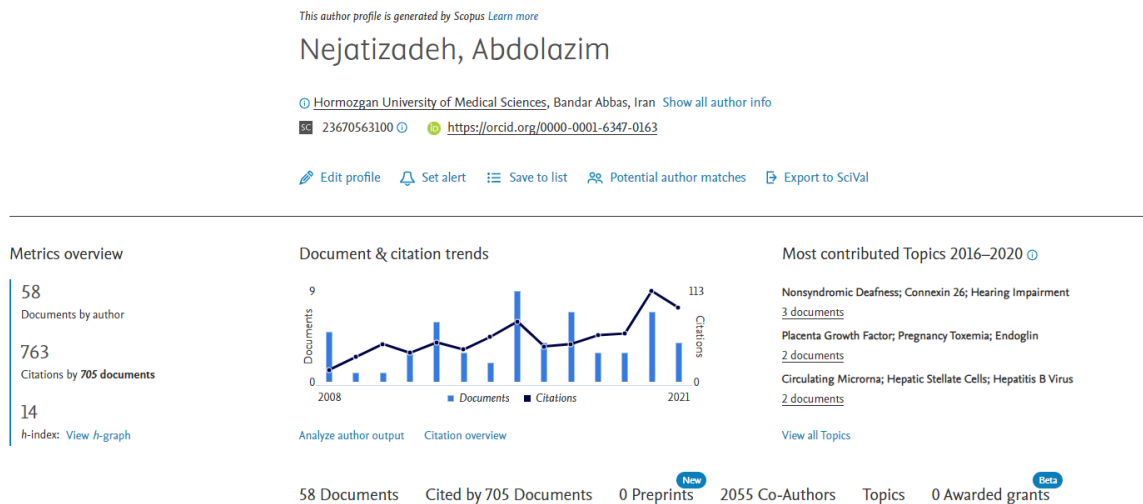 This author profile is generated by Scopus Learn more
Nejatizadeh, Abdolazim
Hormozgan University of Medical Sciences, Bandar Abbas, Iran Show all author info
SC 23670563100 iD https://orcid.org/0000-0001-6347-0163
Edit profile Set alert Save to list Potential author matches Export to SciVal
Metrics overview
58
Documents by author
763
Citations by 705 documents
14
h-index: View h-graph
Document & citation trends
9
113
Documents
Citations
0
0
2008
2021
Documents Citations
Analyze author output Citation overview
Most contributed Topics 2016–2020
Nonsyndromic Deafness; Connexin 26; Hearing Impairment
3 documents
Placenta Growth Factor; Pregnancy Toxemia; Endoglin
2 documents
Circulating Microrna; Hepatic Stellate Cells; Hepatitis B Virus
2 documents
View all Topics
New
Beta
58 Documents Cited by 705 Documents 0 Preprints 2055 Co-Authors Topics 0 Awarded grants